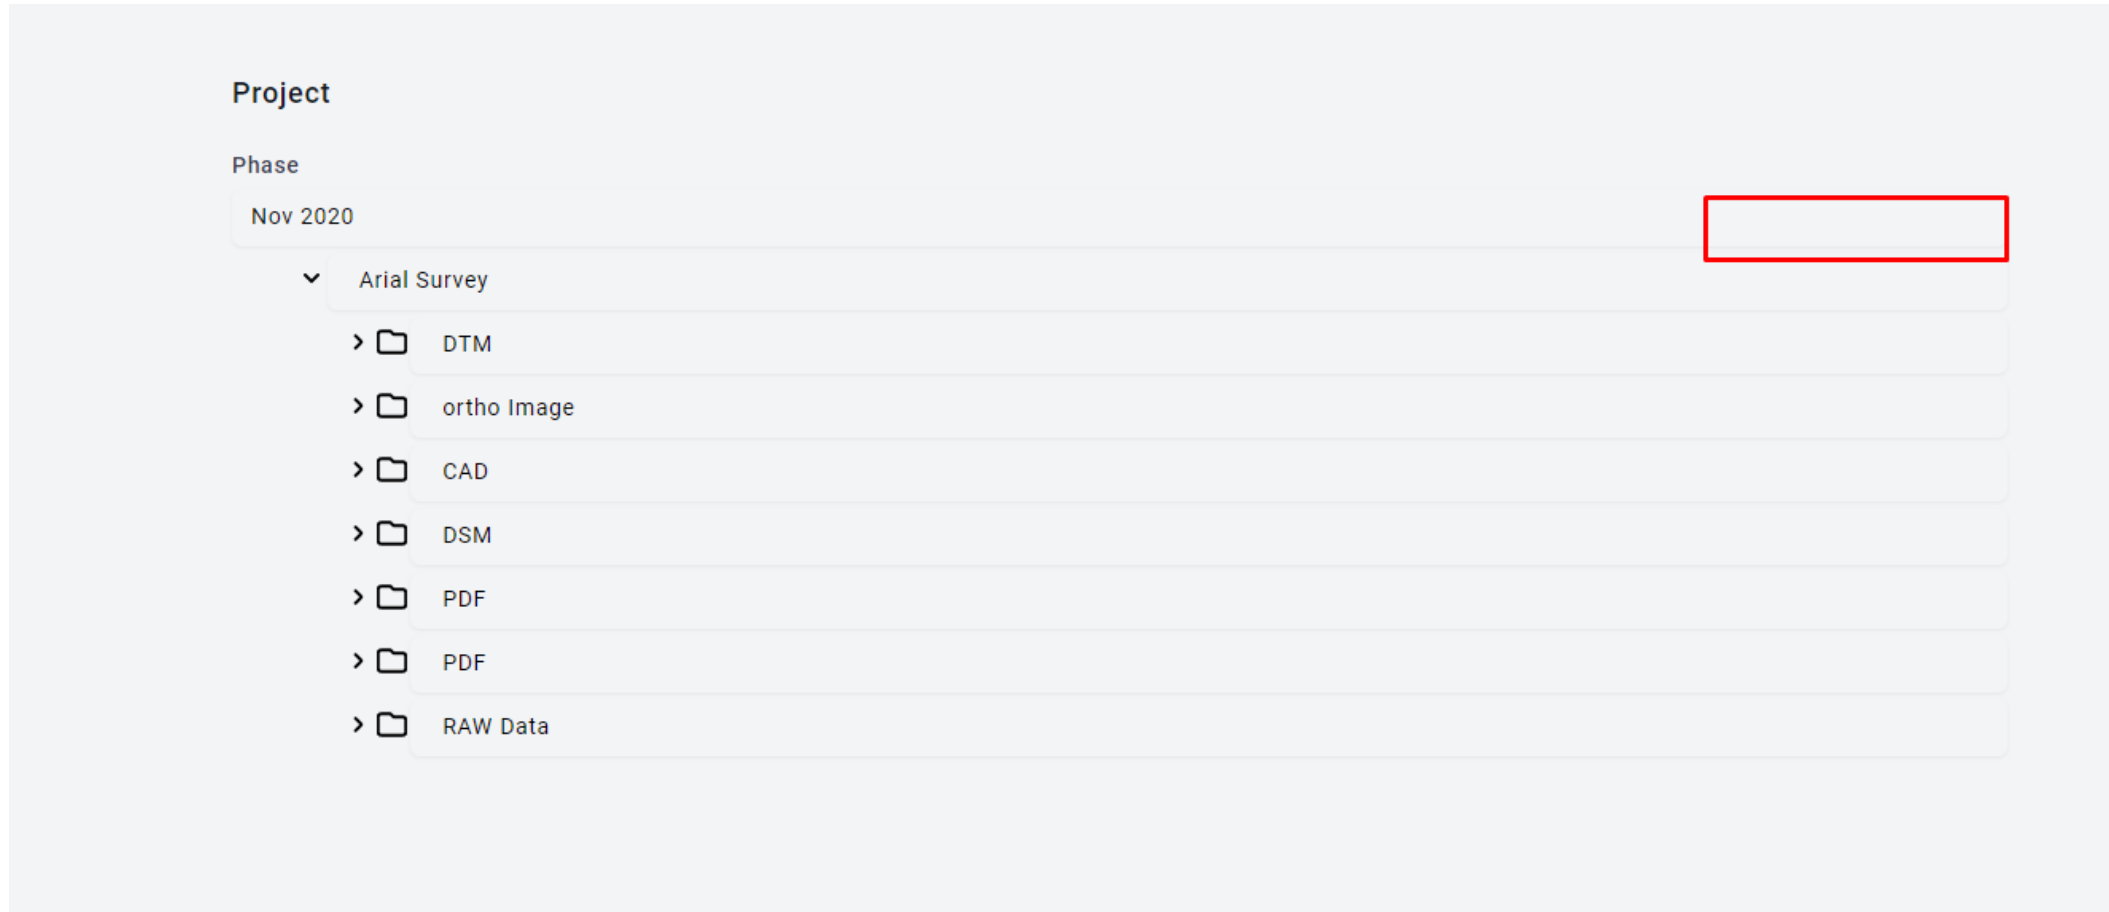 Project
Phase
Nov 2020
Arial Survey
DTM
ortho Image
CAD
DSM
PDF
PDF
RAW Data